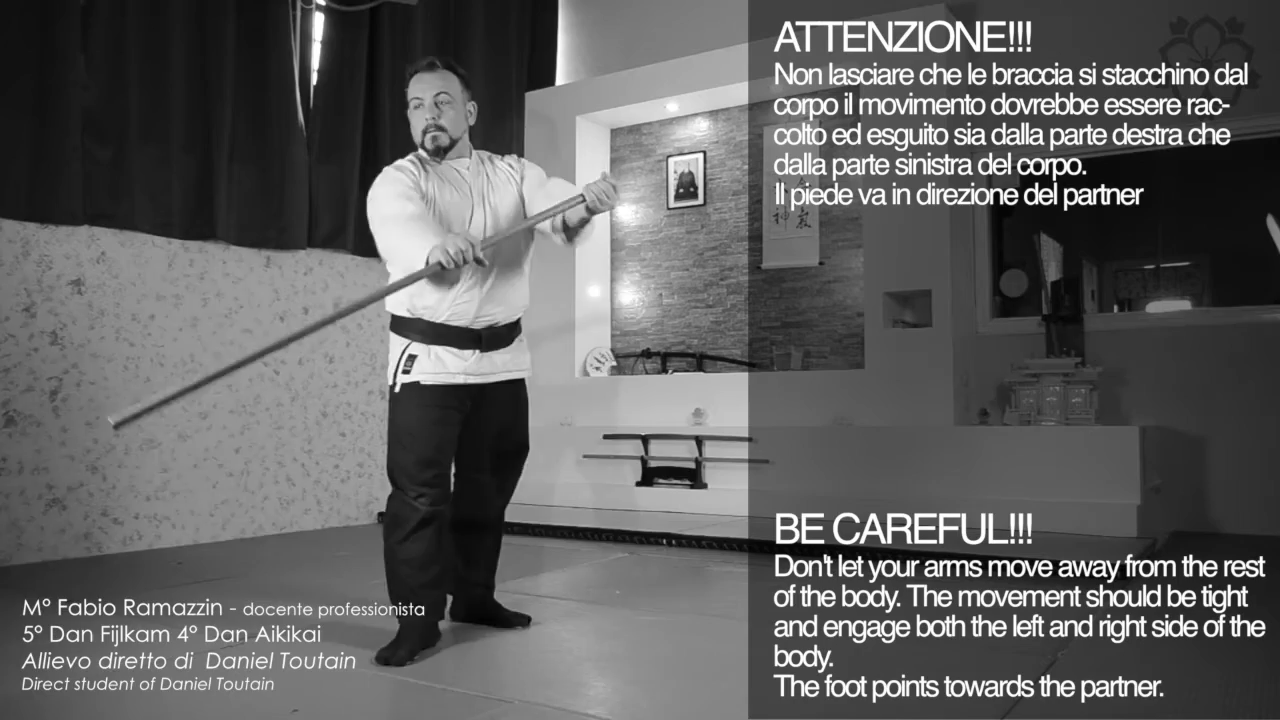 ATTENZIONE!!!
Non lasciare che le braccia si stacchino dal
corpo il movimento dovrebbe essere rac-
colto ed esguito sia dalla parte destra che
dalla parte sinistra del corpo.
Il piede va in direzione del partner
BE CAREFUL!!!
Don't let your arms move away from the rest
of the body. The movement should be tight
and engage both the left and right side of the
body.
The foot points towards the partner.
M° Fabio Ramazzin - docente professionista
5° Dan Fijlkam 4° Dan Aikikai
Allievo diretto di Daniel Toutain
Direct student of Daniel Toutain